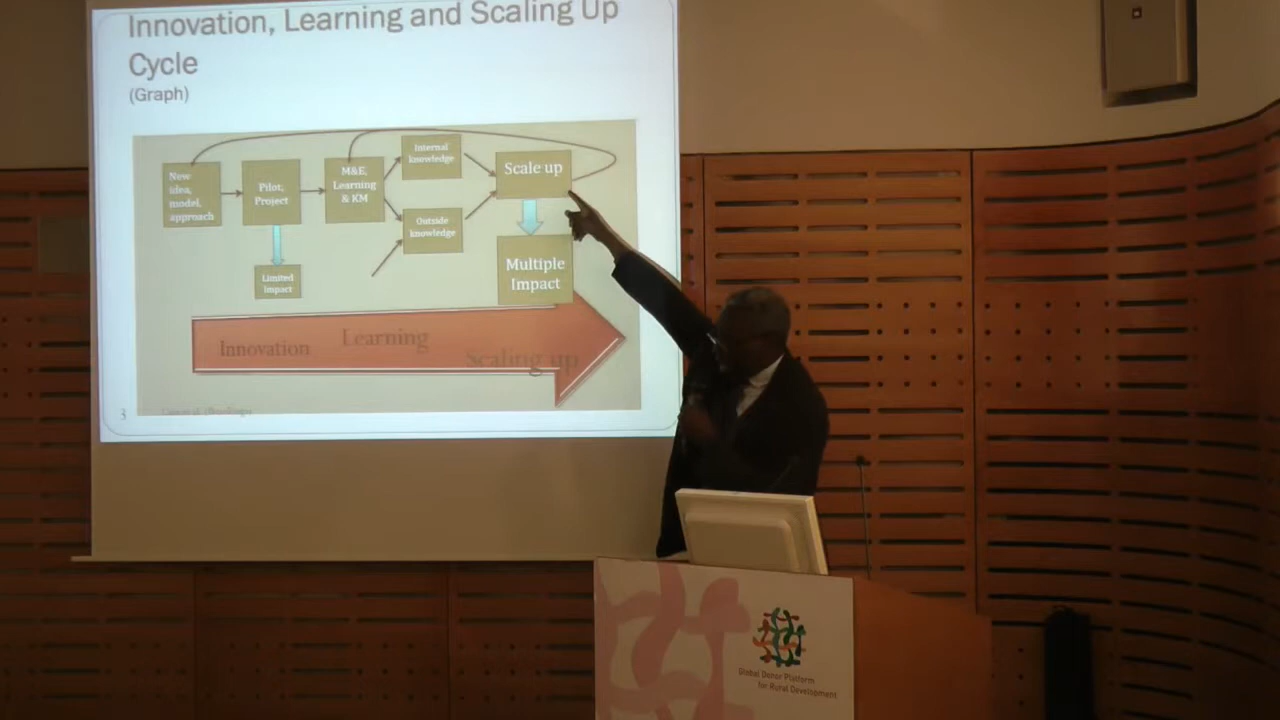 Innovation, Learning and Scaling Up
Cycle
(Graph)
New
idea,
model,
approach
Pilot,
Project
M&E,
Learning
& KM
Internal
knowledge
Outside
knowledge
Scale up
Limited
Impact
Multiple
Impact
Innovation
Learning
Scaling up
3
Global Donor Platform
for Rural Development